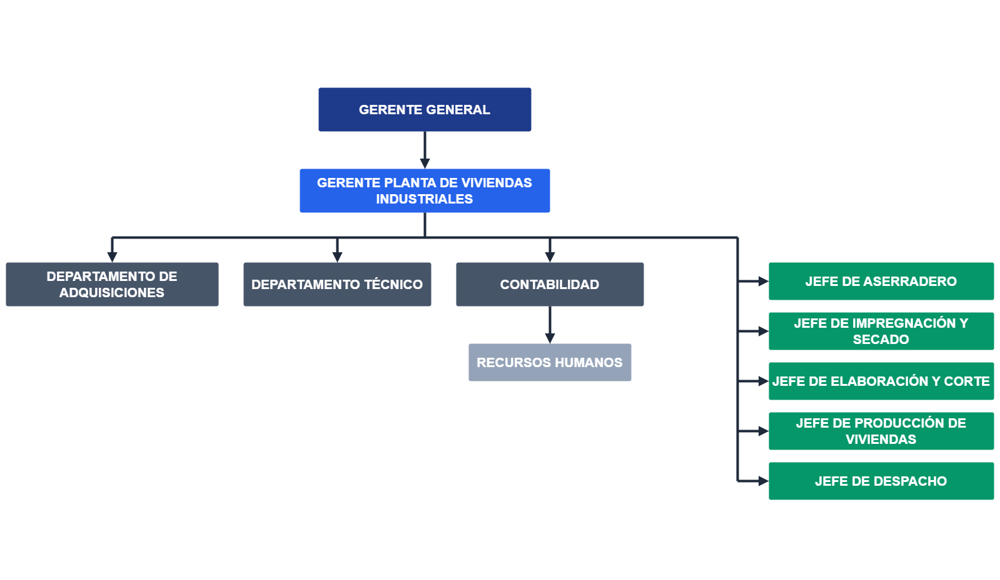 GERENTE GENERAL
GERENTE PLANTA DE VIVIENDAS
INDUSTRIALES
DEPARTAMENTO DE
ADQUISICIONES
DEPARTAMENTO TÉCNICO
CONTABILIDAD
RECURSOS HUMANOS
JEFE DE ASERRADERO
JEFE DE IMPREGNACIÓN Y
SECADO
JEFE DE ELABORACIÓN Y CORTE
JEFE DE PRODUCCIÓN DE
VIVIENDAS
JEFE DE DESPACHO